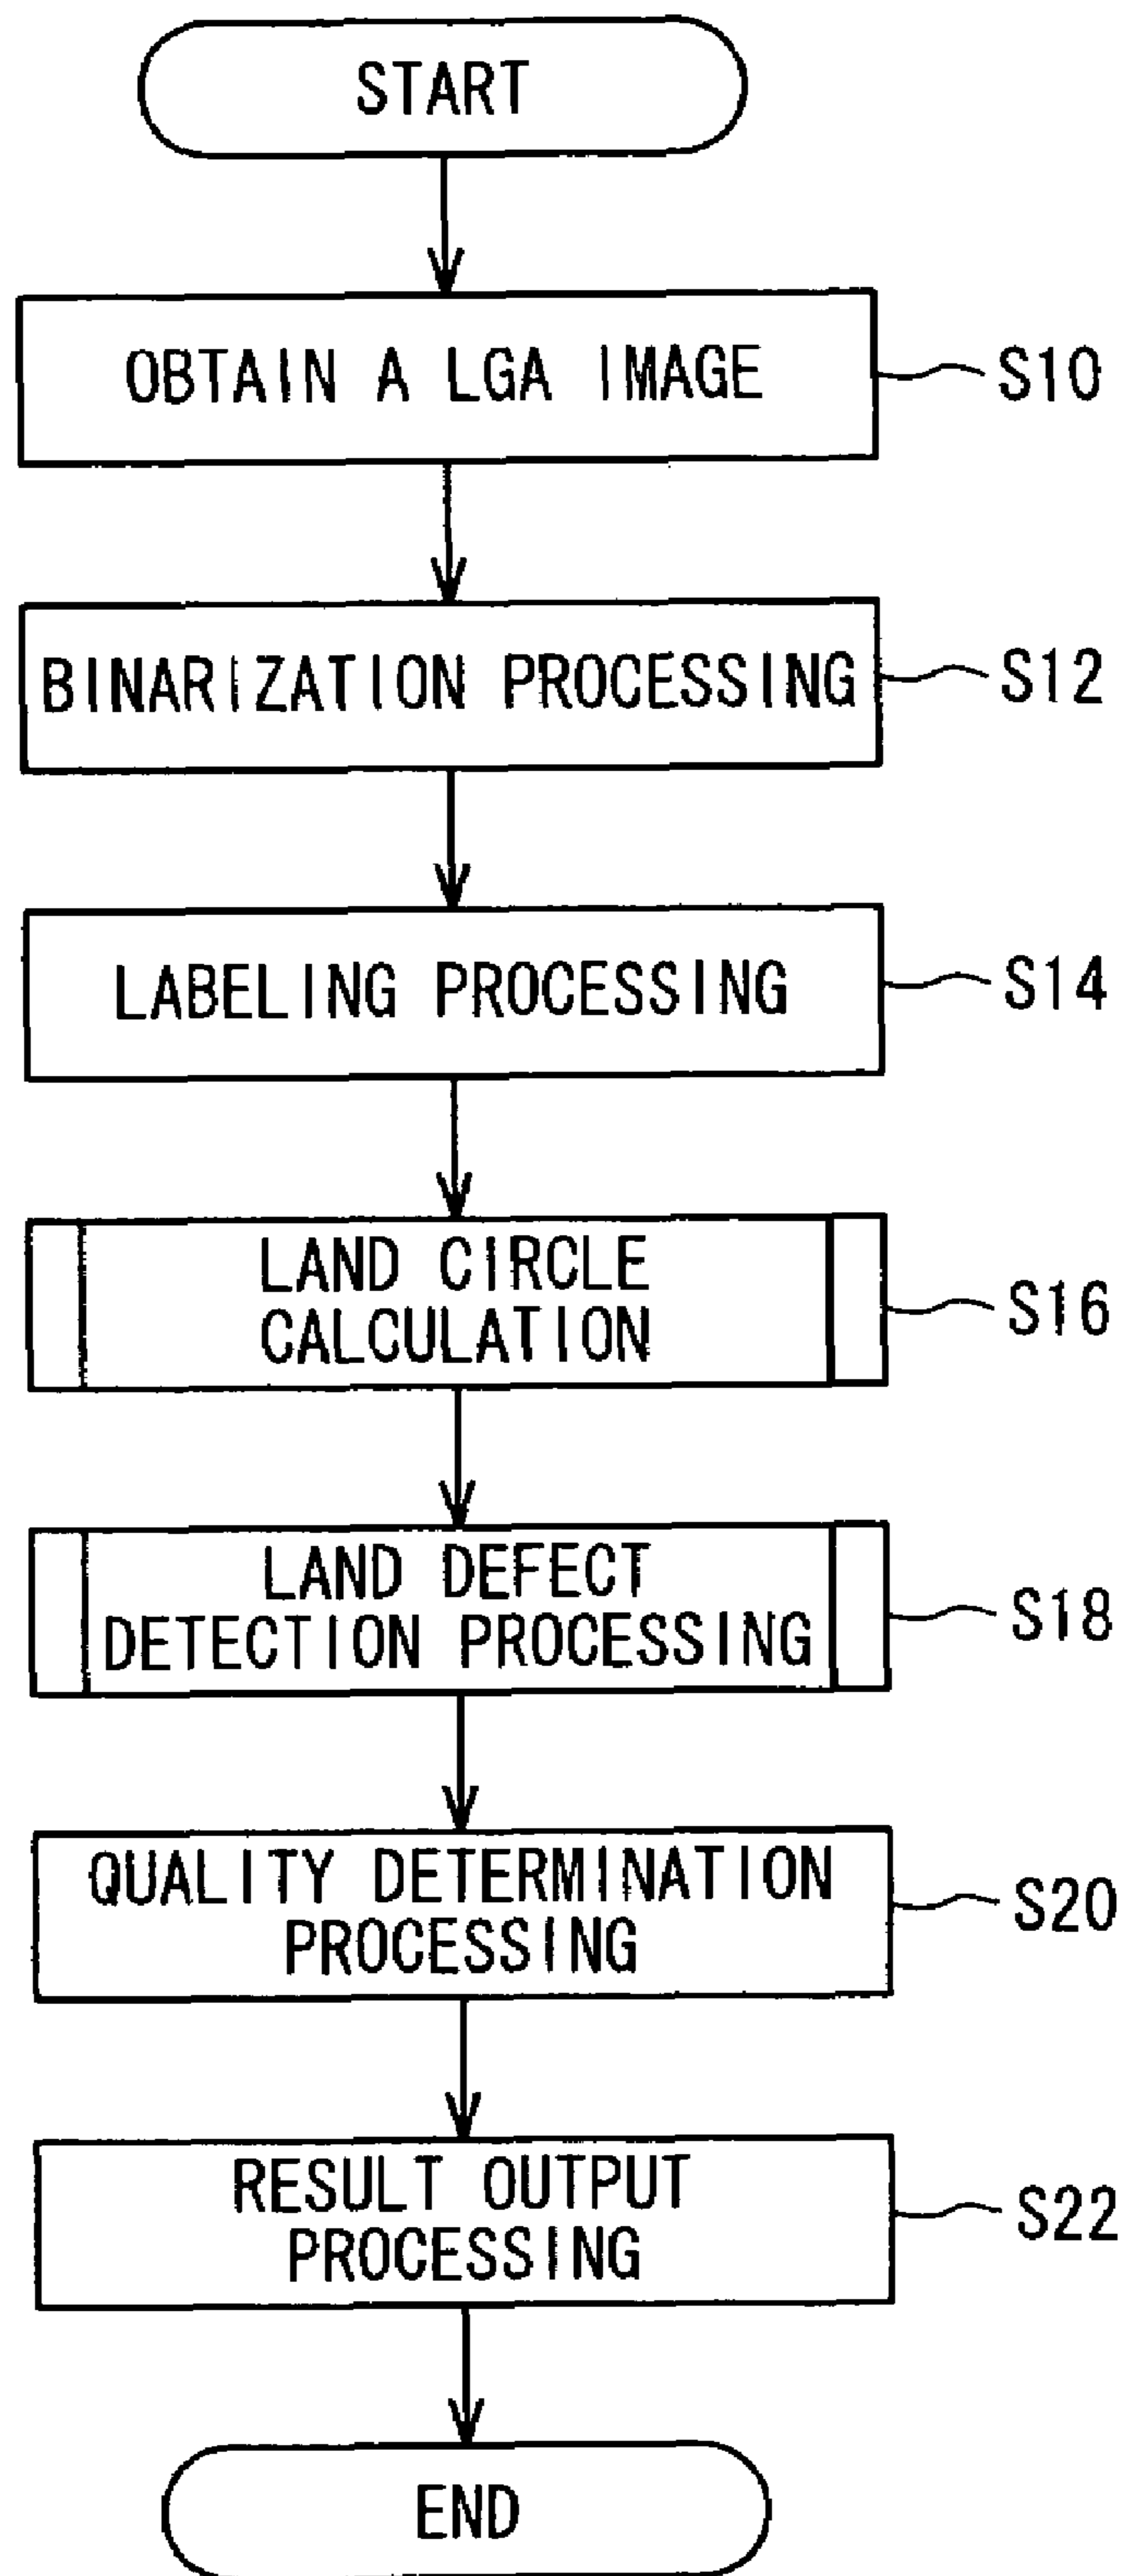 START
OBTAIN A LGA IMAGE
S10
BINARIZATION PROCESSING
S12
LABELING PROCESSING
S14
LAND CIRCLE
CALCULATION
S16
LAND DEFECT
DETECTION PROCESSING
S18
QUALITY DETERMINATION
PROCESSING
S20
RESULT OUTPUT
PROCESSING
S22
END